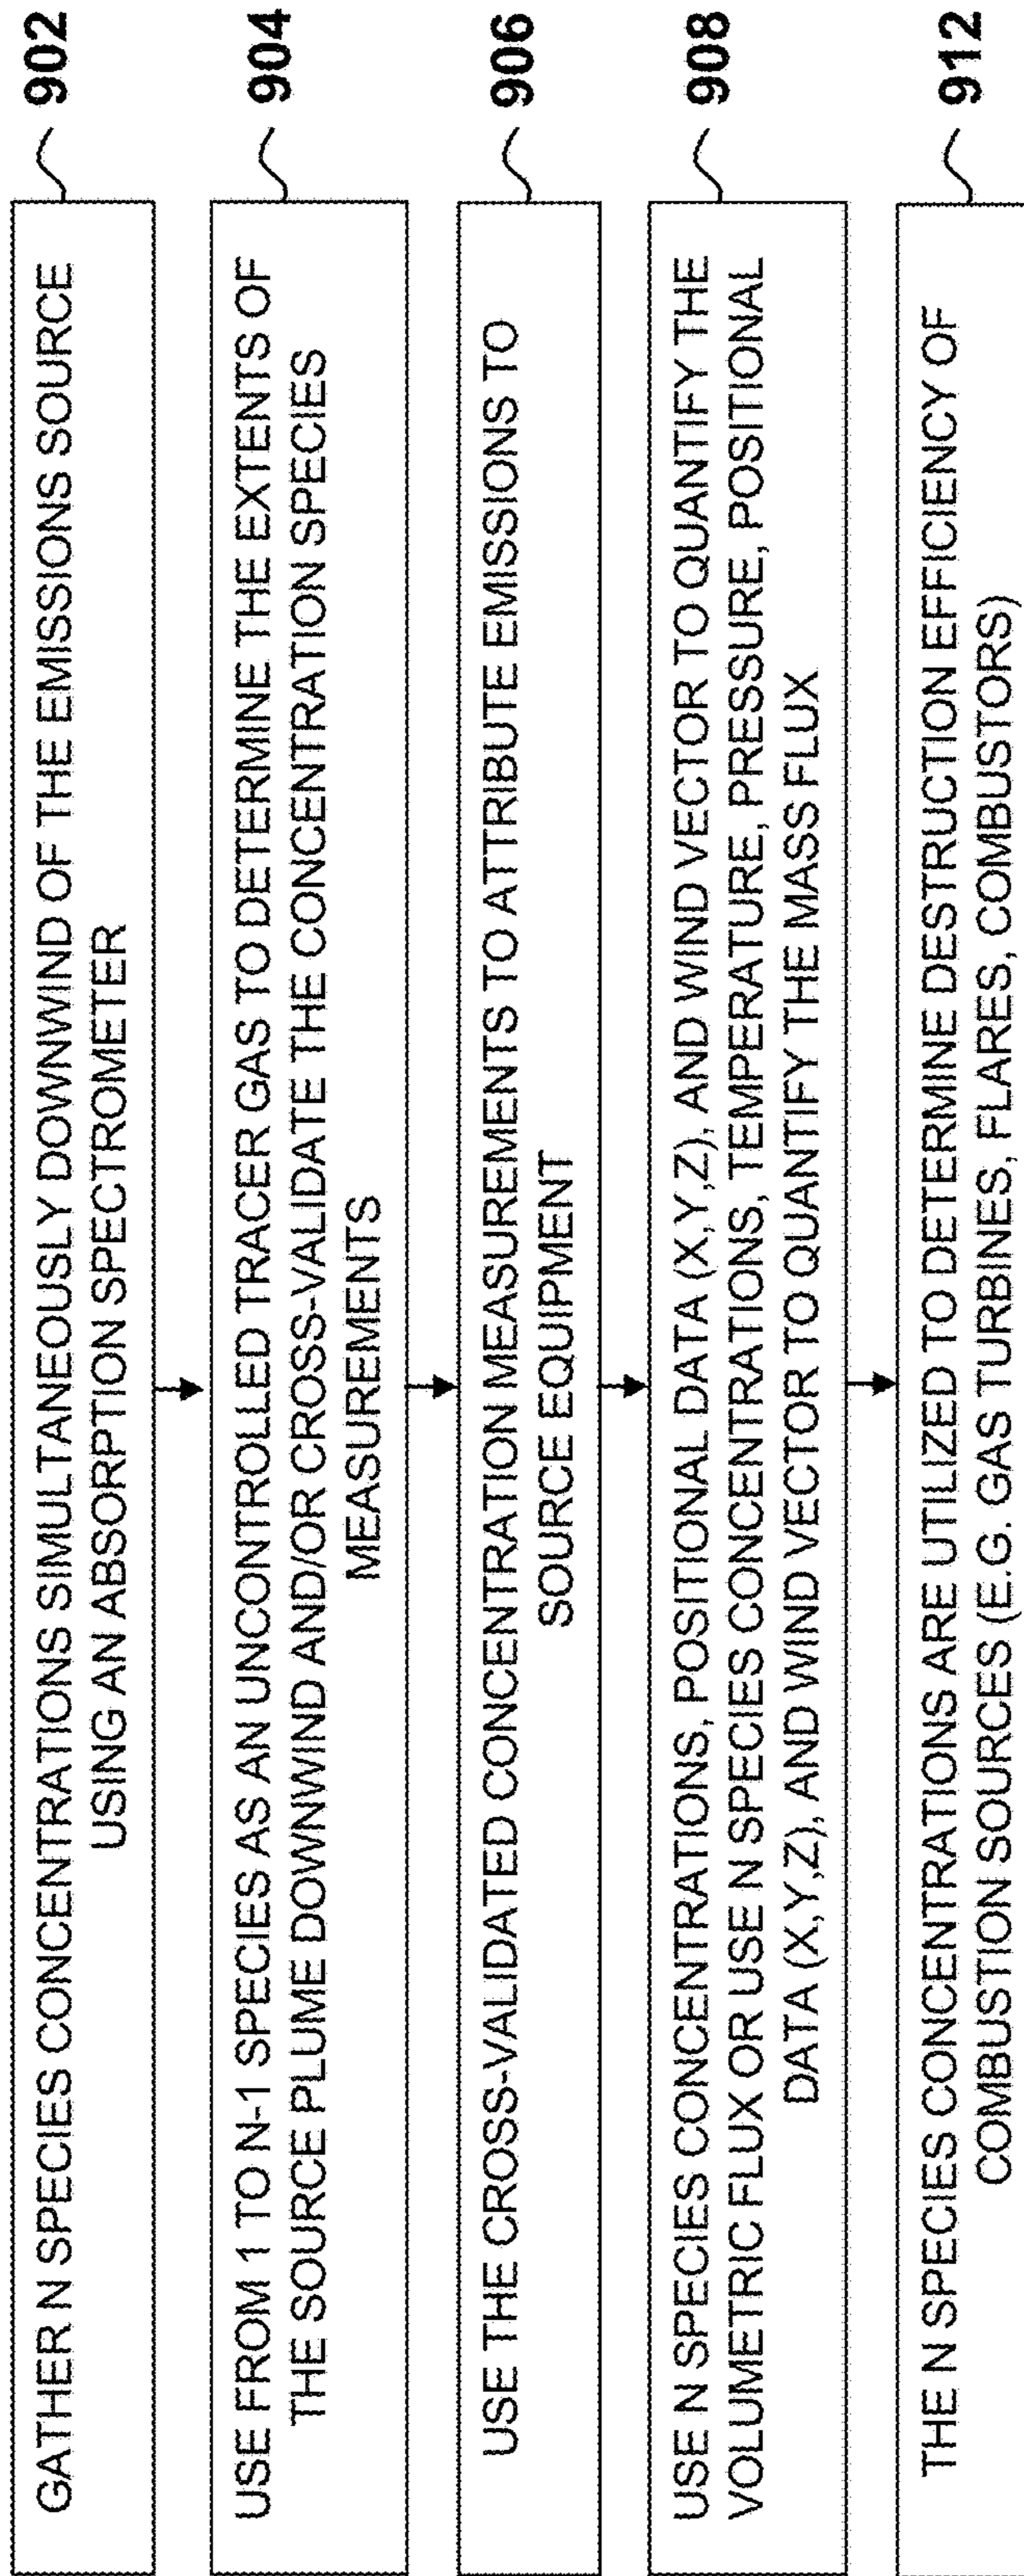 GATHER N SPECIES CONCENTRATIONS SIMULTANEOUSLY DOWNWIND OF THE EMISSIONS SOURCE
USING AN ABSORPTION SPECTROMETER
902
USE FROM 1 TO N-1 SPECIES AS AN UNCONTROLLED TRACER GAS TO DETERMINE THE EXTENTS OF
THE SOURCE PLUME DOWNWIND AND/OR CROSS-VALIDATE THE CONCENTRATION SPECIES
MEASUREMENTS
904
USE THE CROSS-VALIDATED CONCENTRATION MEASUREMENTS TO ATTRIBUTE EMISSIONS TO
SOURCE EQUIPMENT
906
USE N SPECIES CONCENTRATIONS, POSITIONAL DATA (X,Y,Z), AND WIND VECTOR TO QUANTIFY THE
VOLUMETRIC FLUX OR USE N SPECIES CONCENTRATIONS, TEMPERATURE, PRESSURE, POSITIONAL
DATA (X,Y,Z), AND WIND VECTOR TO QUANTIFY THE MASS FLUX
908
THE N SPECIES CONCENTRATIONS ARE UTILIZED TO DETERMINE DESTRUCTION EFFICIENCY OF
COMBUSTION SOURCES (E.G. GAS TURBINES, FLARES, COMBUSTORS)
912